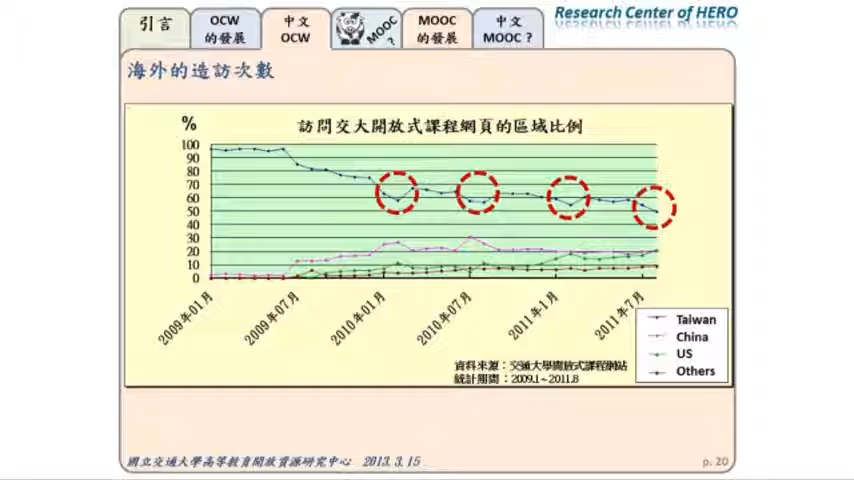 引言
OCW
的發展
中文
OCW
MOOC
?
MOOC
的發展
中文
MOOC ?
Research Center of HERO
海外的造訪次數
%
訪問交大開放式課程網頁的區域比例
100
90
80
70
60
50
40
30
20
10
0
2009年01月
2009年07月
2010年01月
2010年07月
2011年1月
2011年7月
Taiwan
China
US
Others
資料來源：交通大學開放式課程網站
統計期間：2009.1~2011.8
國立交通大學高等教育開放資源研究中心 2013.3.15
p. 20